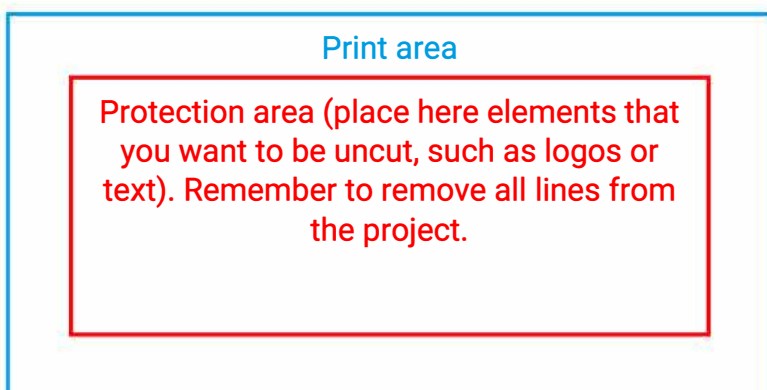 Print area
Protection area (place here elements that
you want to be uncut, such as logos or
text). Remember to remove all lines from
the project.